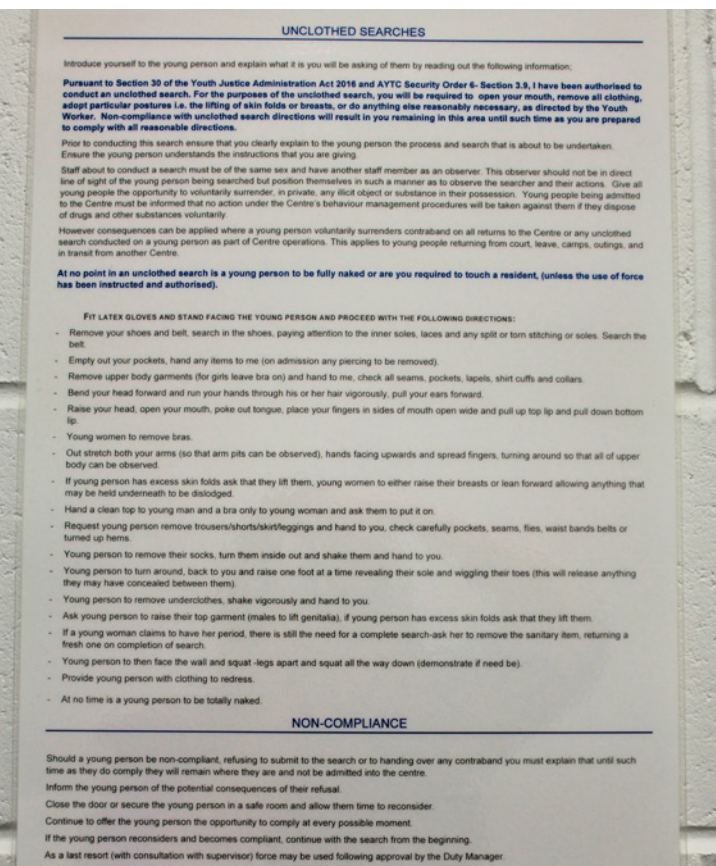 UNCLOTHED SEARCHES
Introduce yourself to the young person and explain what it is you will be asking of them by reading out the following information;
Pursuant to Section 30 of the Youth Justice Administration Act 2016 and AYTC Security Order 6- Section 3.9, I have been authorised to
conduct an unclothed search. For the purposes of the unclothed search, you will be required to open your mouth, remove all clothing,
adopt particular postures i.e. the lifting of skin folds or breasts, or do anything else reasonably necessary, as directed by the Youth
Worker. Non-compliance with unclothed search directions will result in you remaining in this area until such time as you are prepared
to comply with all reasonable directions.
Prior to conducting this search ensure that you clearly explain to the young person the process and search that is about to be undertaken.
Ensure the young person understands the instructions that you are giving.
Staff about to conduct a search must be of the same sex and have another staff member as an observer. This observer should not be in direct
line of sight of the young person being searched but position themselves in such a manner as to observe the searcher and their actions. Give all
young people the opportunity to voluntarily surrender, in private, any illicit object or substance in their possession. Young people being admitted
to the Centre must be informed that no action under the Centre's behaviour management procedures will be taken against them if they dispose
of drugs and other substances voluntarily.
However consequences can be applied where a young person voluntarily surrenders contraband on all returns to the Centre or any unclothed
search conducted on a young person as part of Centre operations. This applies to young people returning from court, leave, camps, outings, and
in transit from another Centre.
At no point in an unclothed search is a young person to be fully naked or are you required to touch a resident, (unless the use of force
has been instructed and authorised).
FIT LATEX GLOVES AND STAND FACING THE YOUNG PERSON AND PROCEED WITH THE FOLLOWING DIRECTIONS:
- Remove your shoes and belt, search in the shoes, paying attention to the inner soles, laces and any split or torn stitching or soles. Search the
belt.
- Empty out your pockets, hand any items to me (on admission any piercing to be removed).
- Remove upper body garments (for girls leave bra on) and hand to me, check all seams, pockets, lapels, shirt cuffs and collars.
- Bend your head forward and run your hands through his or her hair vigorously, pull your ears forward.
- Raise your head, open your mouth, poke out tongue, place your fingers in sides of mouth open wide and pull up top lip and pull down bottom
lip.
- Young women to remove bras.
- Out stretch both your arms (so that arm pits can be observed), hands facing upwards and spread fingers, turning around so that all of upper
body can be observed.
- If young person has excess skin folds ask that they lift them, young women to either raise their breasts or lean forward allowing anything that
may be held underneath to be dislodged.
- Hand a clean top to young man and a bra only to young woman and ask them to put it on.
- Request young person remove trousers/shorts/skirt/leggings and hand to you, check carefully pockets, seams, flies, waist bands belts or
turned up hems.
- Young person to remove their socks, turn them inside out and shake them and hand to you.
- Young person to turn around, back to you and raise one foot at a time revealing their sole and wiggling their toes (this will release anything
they may have concealed between them).
- Young person to remove underclothes, shake vigorously and hand to you.
- Ask young person to raise their top garment (males to lift genitalia), if young person has excess skin folds ask that they lift them.
- If a young woman claims to have her period, there is still the need for a complete search-ask her to remove the sanitary item, returning a
fresh one on completion of search.
- Young person to then face the wall and squat -legs apart and squat all the way down (demonstrate if need be).
- Provide young person with clothing to redress.
- At no time is a young person to be totally naked.
NON-COMPLIANCE
Should a young person be non-compliant, refusing to submit to the search or to handing over any contraband you must explain that until such
time as they do comply they will remain where they are and not be admitted into the centre.
Inform the young person of the potential consequences of their refusal.
Close the door or secure the young person in a safe room and allow them time to reconsider.
Continue to offer the young person the opportunity to comply at every possible moment.
If the young person reconsiders and becomes compliant, continue with the search from the beginning.
As a last resort (with consultation with supervisor) force may be used following approval by the Duty Manager.